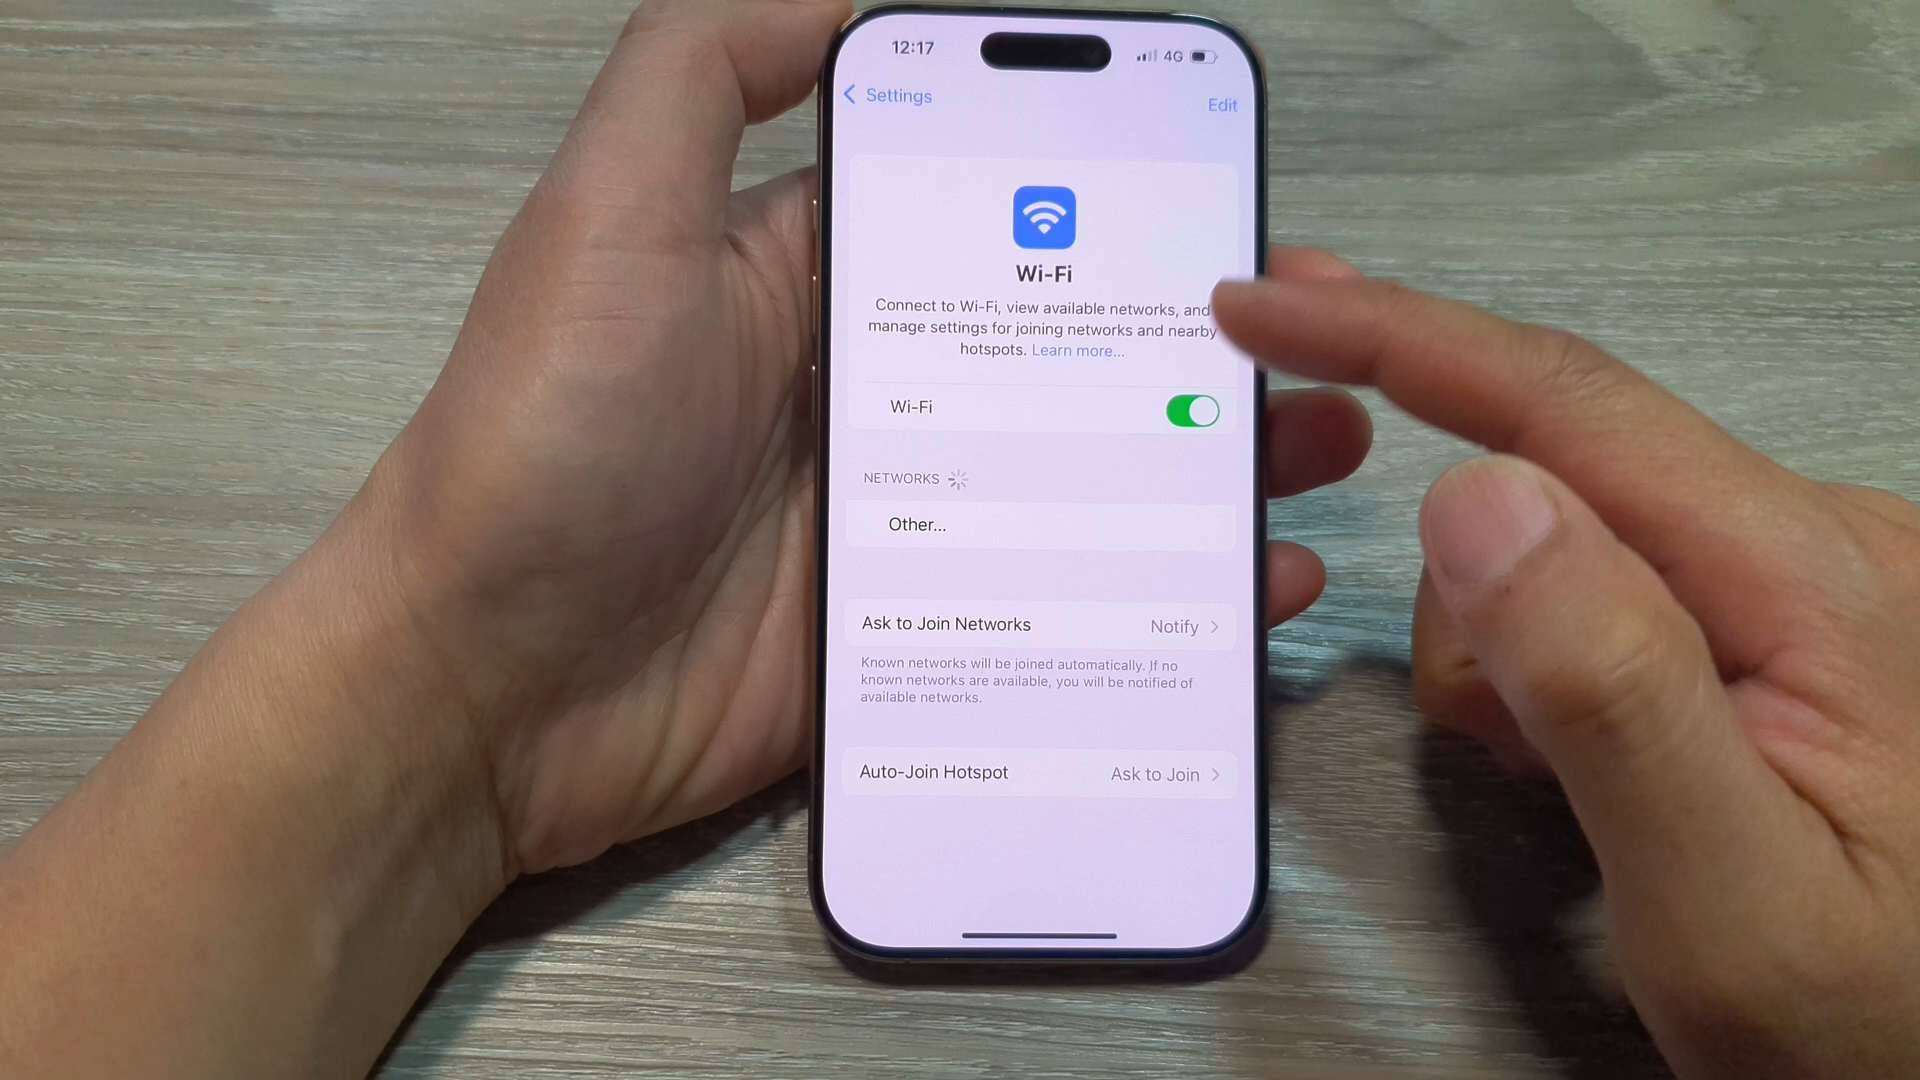 12:17
4G
Settings
Edit
Wi-Fi
Connect to Wi-Fi, view available networks, and
manage settings for joining networks and nearby
hotspots. Learn more...
Wi-Fi
NETWORKS
Other...
Ask to Join Networks
Notify
Known networks will be joined automatically. If no
known networks are available, you will be notified of
available networks.
Auto-Join Hotspot
Ask to Join